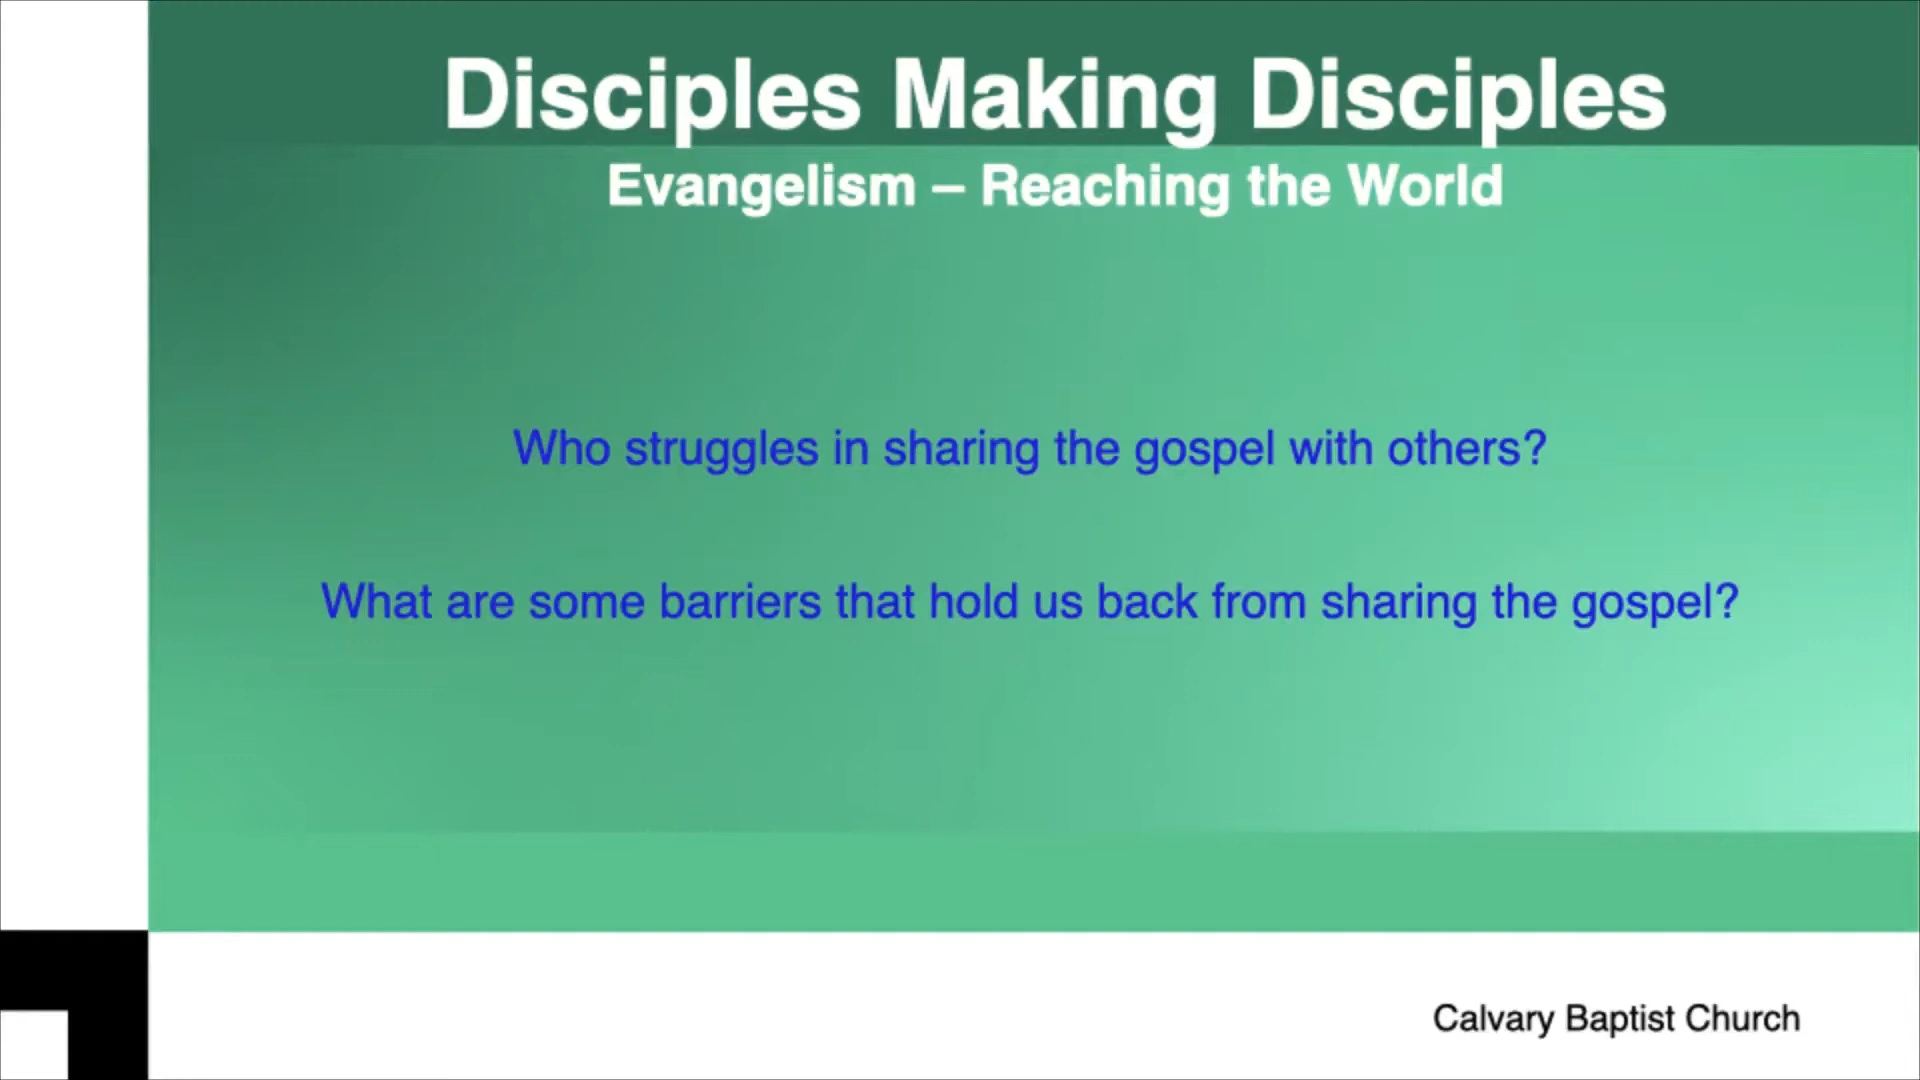 Disciples Making Disciples
Evangelism – Reaching the World
Who struggles in sharing the gospel with others?
What are some barriers that hold us back from sharing the gospel?
Calvary Baptist Church